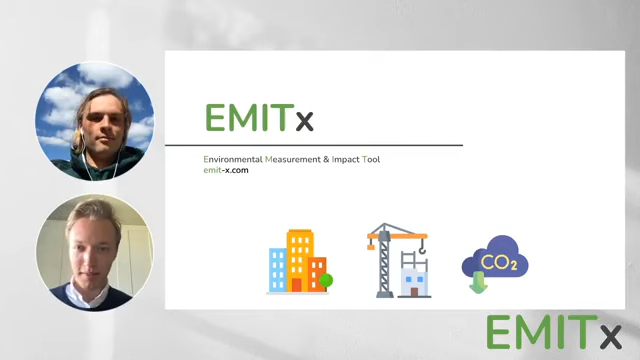 EMITx
Environmental Measurement & Impact Tool
emit-x.com
CO2
EMITx